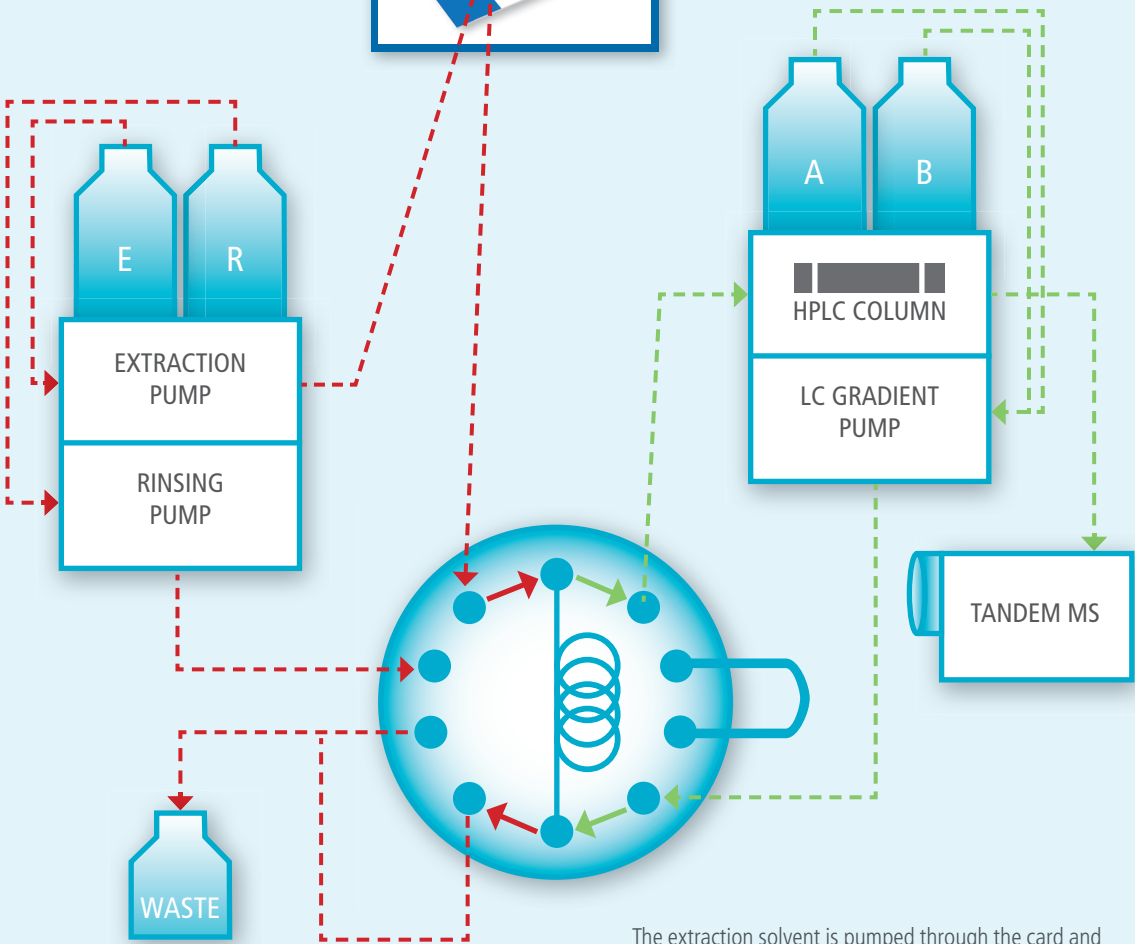 A
B
E
R
HPLC COLUMN
EXTRACTION
PUMP
LC GRADIENT
PUMP
RINSING
PUMP
TANDEM MS
WASTE
The extraction solvent is pumped through the card and